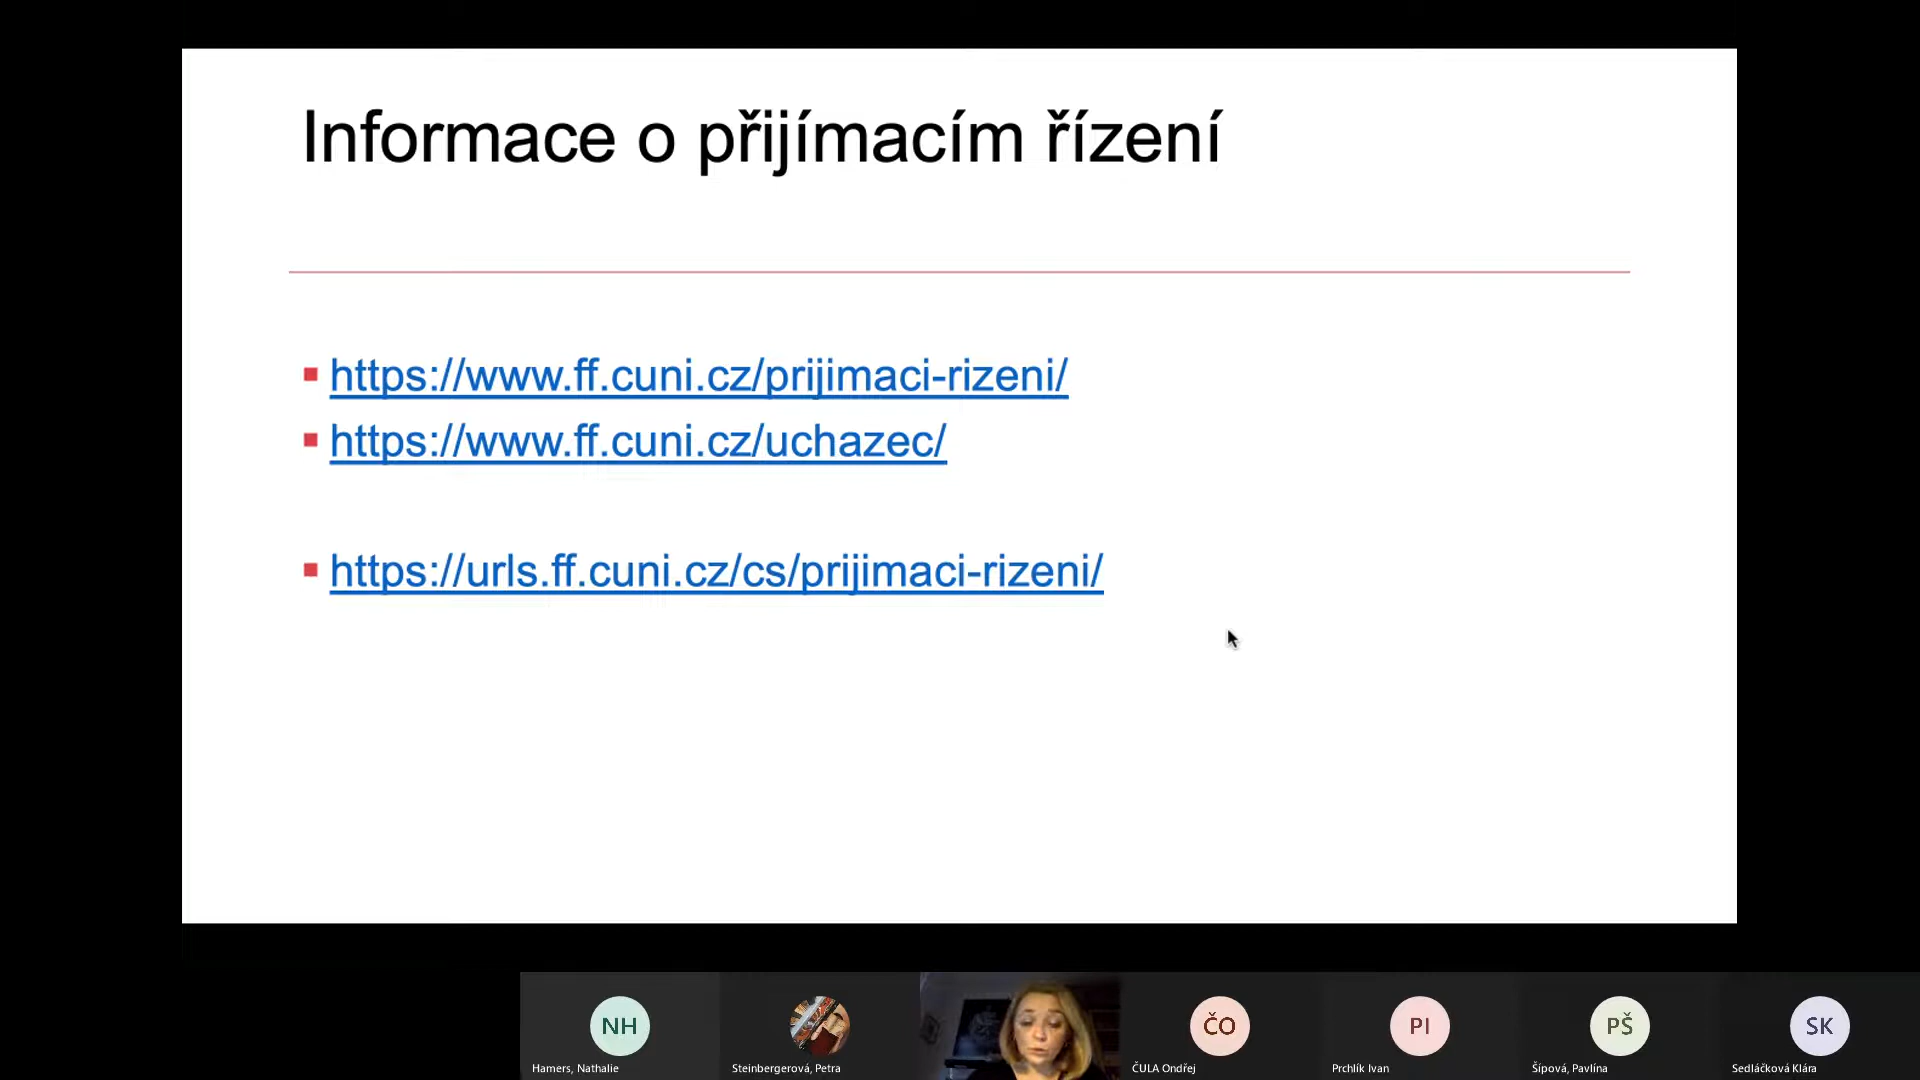 Informace o přijímacím řízení
https://www.ff.cuni.cz/prijimaci-rizeni/
https://www.ff.cuni.cz/uchazec/
https://urls.ff.cuni.cz/cs/prijimaci-rizeni/
NH
ČO
PI
PŠ
SK
Hamers, Nathalie
Steinbergerová, Petra
ČULA Ondřej
Prchlík Ivan
Šípová, Pavlína
Sedláčková Klára